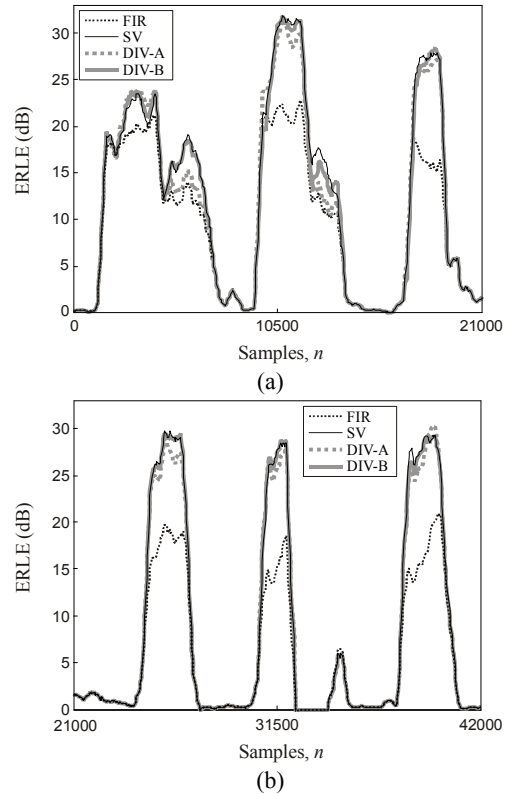 ERLE (dB)
30
25
20
15
10
5
0
FIR
SV
DIV-A
DIV-B
0
10500
21000
Samples, n
(a)
ERLE (dB)
30
25
20
15
10
5
0
FIR
SV
DIV-A
DIV-B
21000
31500
42000
Samples, n
(b)